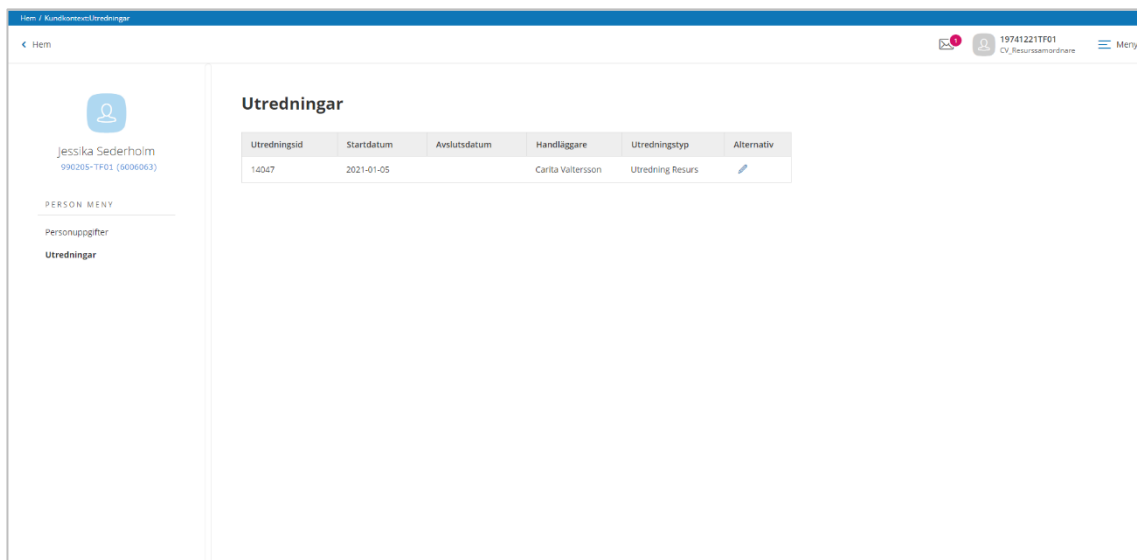 Hem / Kundkontext:Utredningar
Hem
1
19741221TF01
CV_Resurssamordnare
Meny
Jessika Sederholm
990205-TF01 (6006063)
PERSON MENY
Personuppgifter
Utredningar
Utredningar
Utredningsid Startdatum Avslutsdatum Handläggare Utredningstyp Alternativ
14047 2021-01-05 Carita Valtersson Utredning Resurs